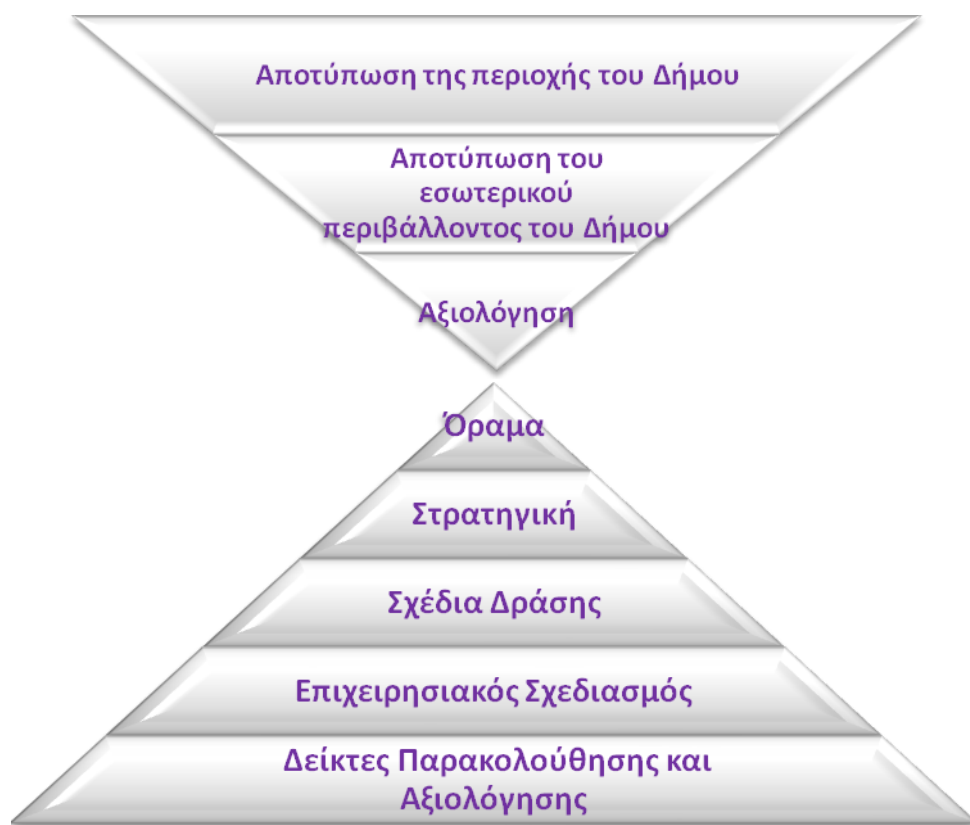 Αποτύπωση της περιοχής του Δήμου
Αποτύπωση του
εσωτερικού
περιβάλλοντος του Δήμου
Αξιολόγηση
Όραμα
Στρατηγική
Σχέδια Δράσης
Επιχειρησιακός Σχεδιασμός
Δείκτες Παρακολούθησης και
Αξιολόγησης